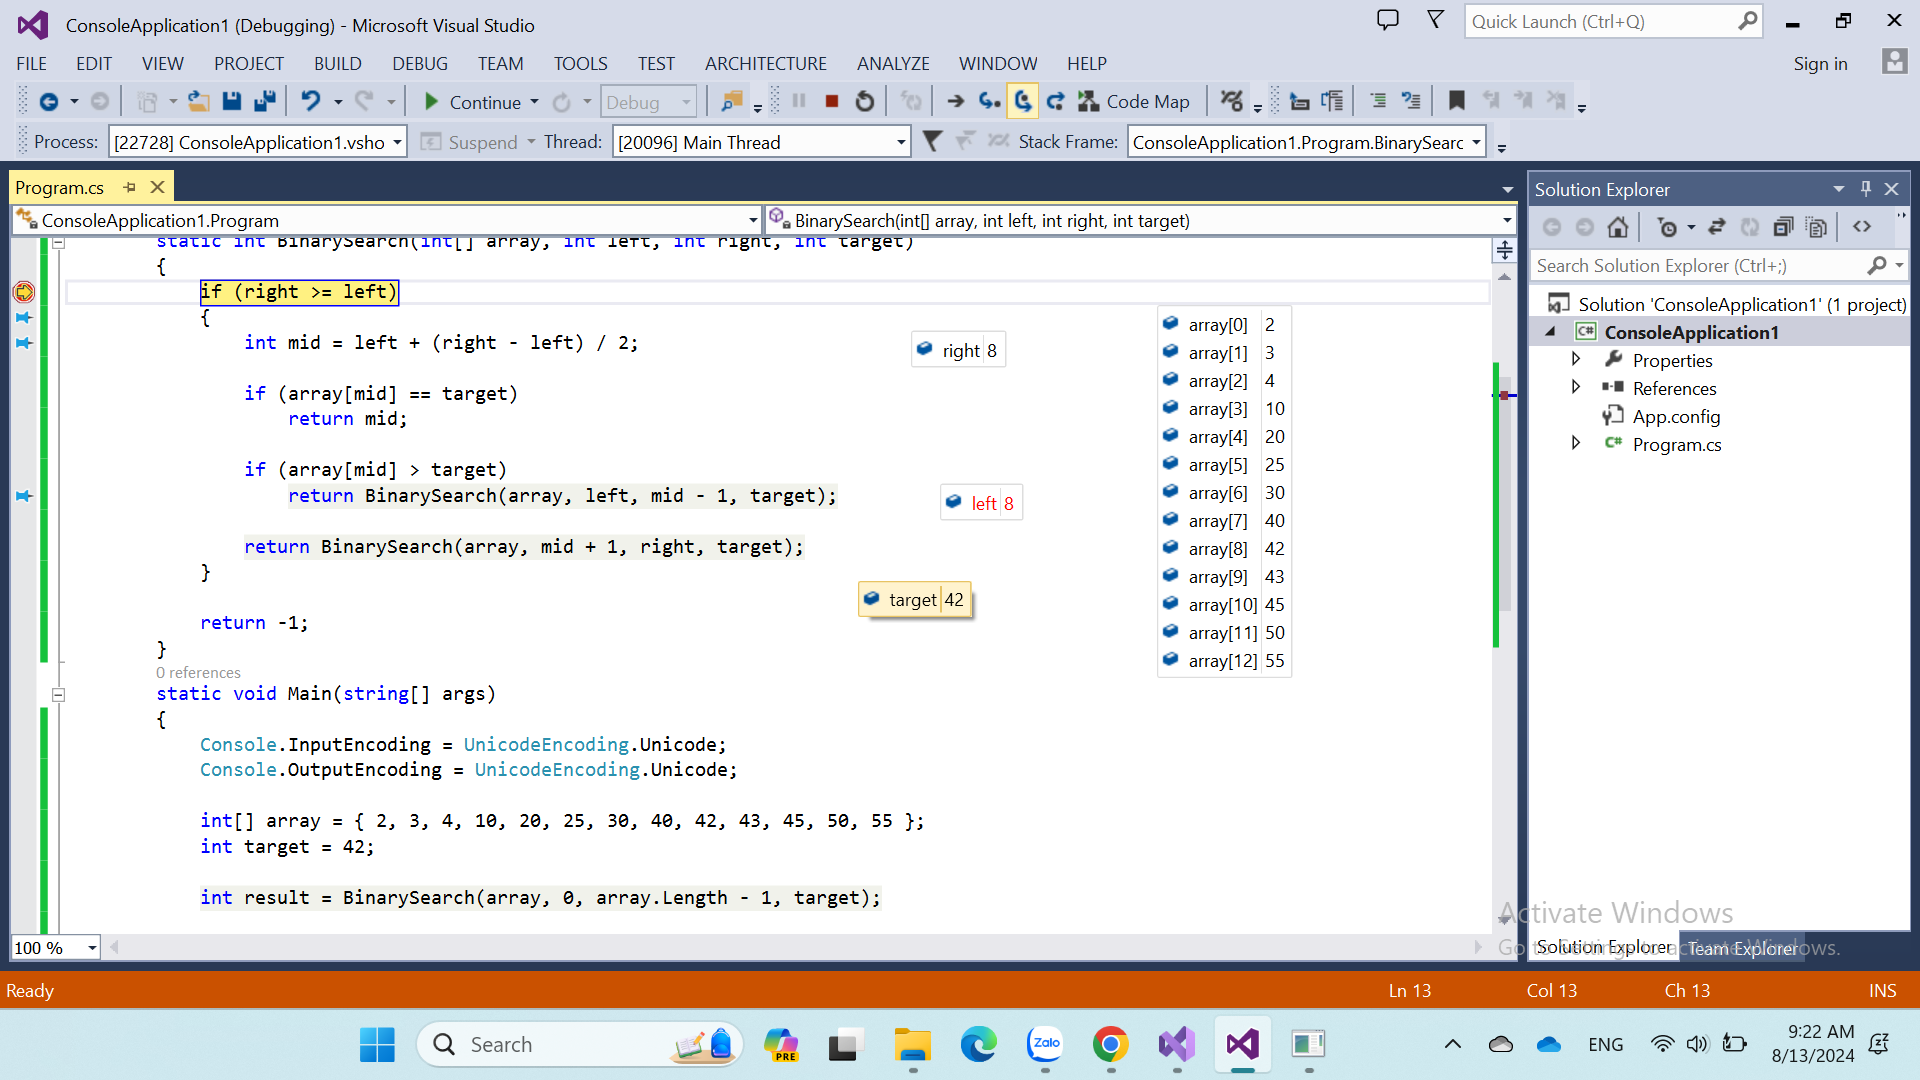 ConsoleApplication1 (Debugging) - Microsoft Visual Studio
Quick Launch (Ctrl+Q)
FILE EDIT VIEW PROJECT BUILD DEBUG TEAM TOOLS TEST ARCHITECTURE ANALYZE WINDOW HELP
Sign in
Continue Debug Code Map
Process: [22728] ConsoleApplication1.vsho Suspend Thread: [20096] Main Thread Stack Frame: ConsoleApplication1.Program.BinarySearc
Program.cs
ConsoleApplication1.Program
BinarySearch(int[] array, int left, int right, int target)
static int BinarySearch(int[] array, int left, int right, int target)
{
if (right >= left)
{
int mid = left + (right - left) / 2;
if (array[mid] == target)
return mid;
if (array[mid] > target)
return BinarySearch(array, left, mid - 1, target);
return BinarySearch(array, mid + 1, right, target);
}
return -1;
}
0 references
static void Main(string[] args)
{
Console.InputEncoding = UnicodeEncoding.Unicode;
Console.OutputEncoding = UnicodeEncoding.Unicode;
int[] array = { 2, 3, 4, 10, 20, 25, 30, 40, 42, 43, 45, 50, 55 };
int target = 42;
int result = BinarySearch(array, 0, array.Length - 1, target);
right 8
left 8
target 42
array[0] 2
array[1] 3
array[2] 4
array[3] 10
array[4] 20
array[5] 25
array[6] 30
array[7] 40
array[8] 42
array[9] 43
array[10] 45
array[11] 50
array[12] 55
100 %
Solution Explorer
Search Solution Explorer (Ctrl+;)
Solution 'ConsoleApplication1' (1 project)
C# ConsoleApplication1
Properties
References
App.config
C# Program.cs
Activate Windows
Go to Settings to activate Windows.
Solution Explorer Team Explorer
Ready
Ln 13 Col 13 Ch 13 INS
Search
PRE
Zalo
ENG
9:22 AM
8/13/2024